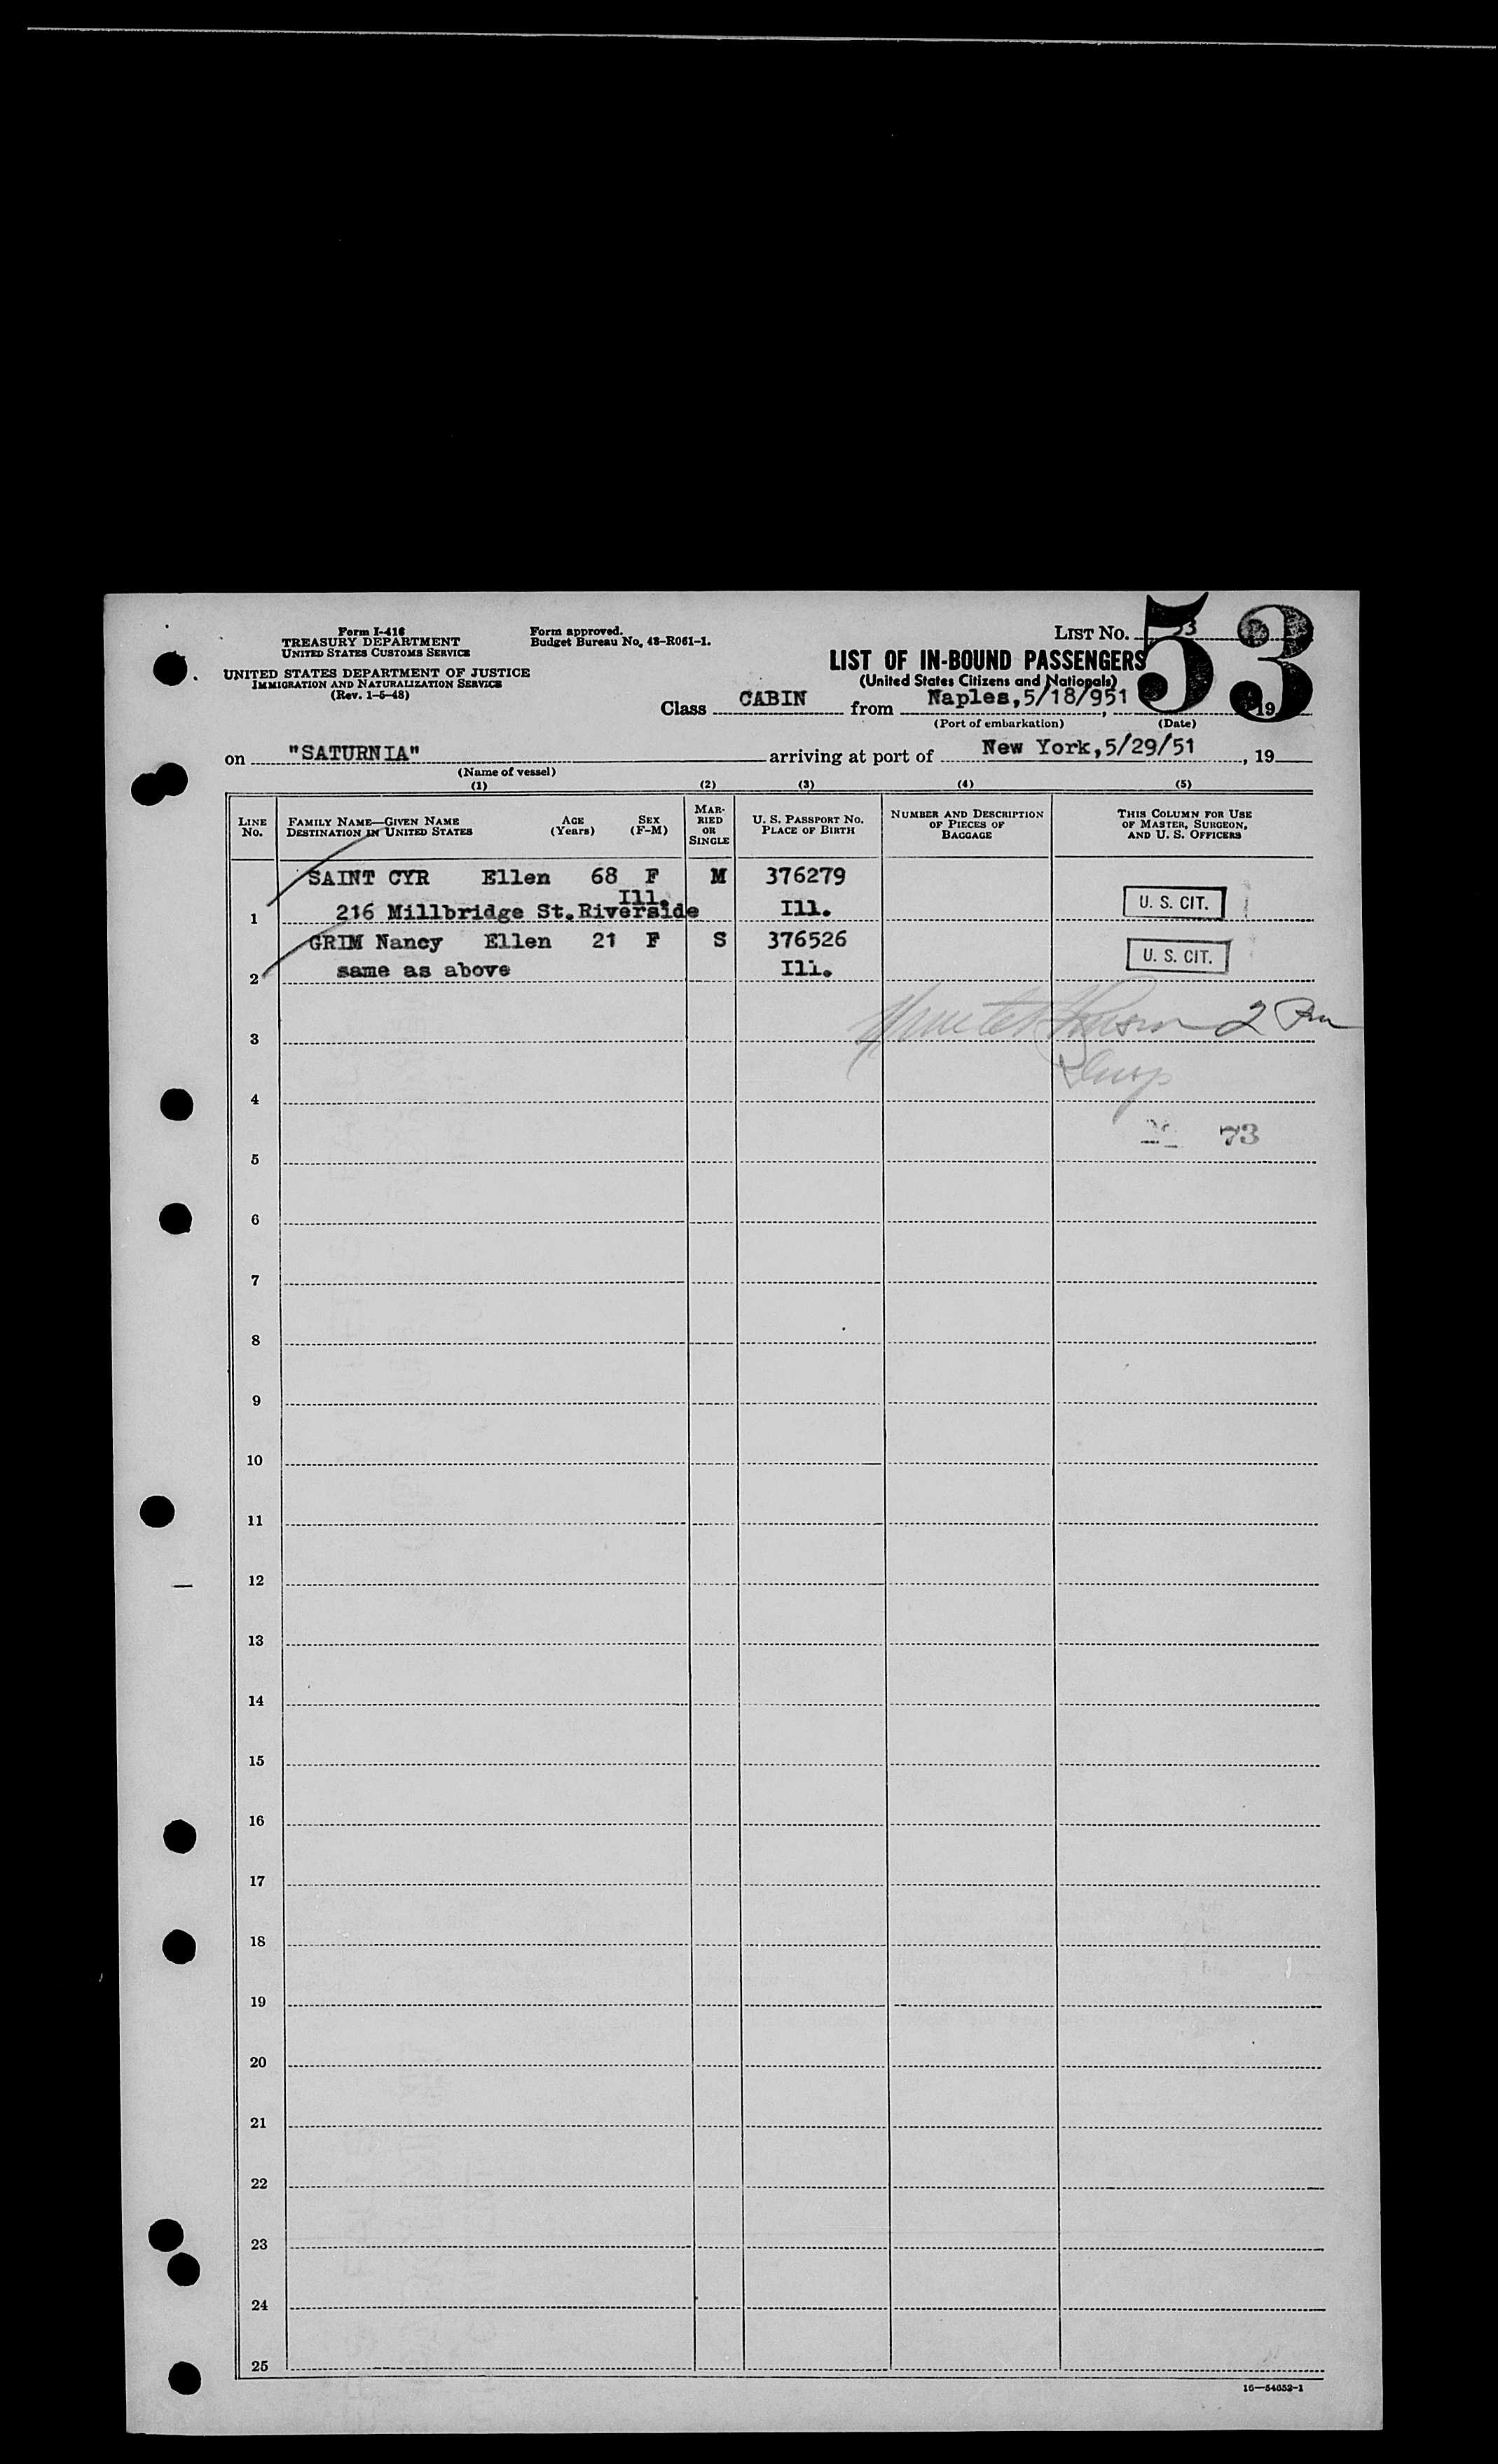 Form I-416
TREASURY DEPARTMENT
UNITED STATES CUSTOMS SERVICE
UNITED STATES DEPARTMENT OF JUSTICE
IMMIGRATION AND NATURALIZATION SERVICE
(Rev. 1-5-48)
Form approved.
Budget Bureau No. 43-R061-1.
LIST No. 53
53
LIST OF IN-BOUND PASSENGERS
(United States Citizens and Nationals)
Class CABIN from Naples,5/18/951, 19
(Port of embarkation) (Date)
on "SATURNIA" arriving at port of New York,5/29/51, 19
(Name of vessel)
(1) (2) (3) (4) (5)
LINE No. FAMILY NAME—GIVEN NAME DESTINATION IN UNITED STATES AGE (Years) SEX (F-M) MARRIED OR SINGLE U. S. PASSPORT No. PLACE OF BIRTH NUMBER AND DESCRIPTION OF PIECES OF BAGGAGE THIS COLUMN FOR USE OF MASTER, SURGEON, AND U. S. OFFICERS
SAINT CYR Ellen 68 F M 376279
Ill.
1 216 Millbridge St.Riverside Ill. U. S. CIT.
GRIM Nancy Ellen 21 F S 376526
2 same as above Ill. U. S. CIT.
2
3
4
73
5
6
7
8
9
10
11
12
13
14
15
16
17
18
19
20
21
22
23
24
25
16—54652-1